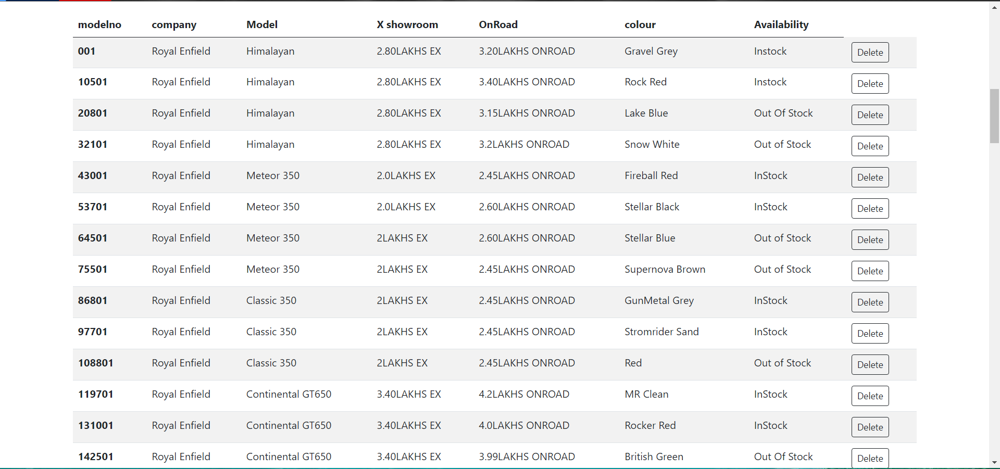 modelno company Model X showroom OnRoad colour Availability
001 Royal Enfield Himalayan 2.80LAKHS EX 3.20LAKHS ONROAD Gravel Grey Instock Delete
10501 Royal Enfield Himalayan 2.80LAKHS EX 3.40LAKHS ONROAD Rock Red Instock Delete
20801 Royal Enfield Himalayan 2.80LAKHS EX 3.15LAKHS ONROAD Lake Blue Out Of Stock Delete
32101 Royal Enfield Himalayan 2.80LAKHS EX 3.2LAKHS ONROAD Snow White Out of Stock Delete
43001 Royal Enfield Meteor 350 2.0LAKHS EX 2.45LAKHS ONROAD Fireball Red InStock Delete
53701 Royal Enfield Meteor 350 2.0LAKHS EX 2.60LAKHS ONROAD Stellar Black InStock Delete
64501 Royal Enfield Meteor 350 2LAKHS EX 2.60LAKHS ONROAD Stellar Blue Out of Stock Delete
75501 Royal Enfield Meteor 350 2LAKHS EX 2.45LAKHS ONROAD Supernova Brown Out of Stock Delete
86801 Royal Enfield Classic 350 2LAKHS EX 2.45LAKHS ONROAD GunMetal Grey InStock Delete
97701 Royal Enfield Classic 350 2LAKHS EX 2.45LAKHS ONROAD Stromrider Sand InStock Delete
108801 Royal Enfield Classic 350 2LAKHS EX 2.45LAKHS ONROAD Red Out of Stock Delete
119701 Royal Enfield Continental GT650 3.40LAKHS EX 4.2LAKHS ONROAD MR Clean InStock Delete
131001 Royal Enfield Continental GT650 3.40LAKHS EX 4.0LAKHS ONROAD Rocker Red InStock Delete
142501 Royal Enfield Continental GT650 3.40LAKHS EX 3.99LAKHS ONROAD British Green Out Of Stock Delete